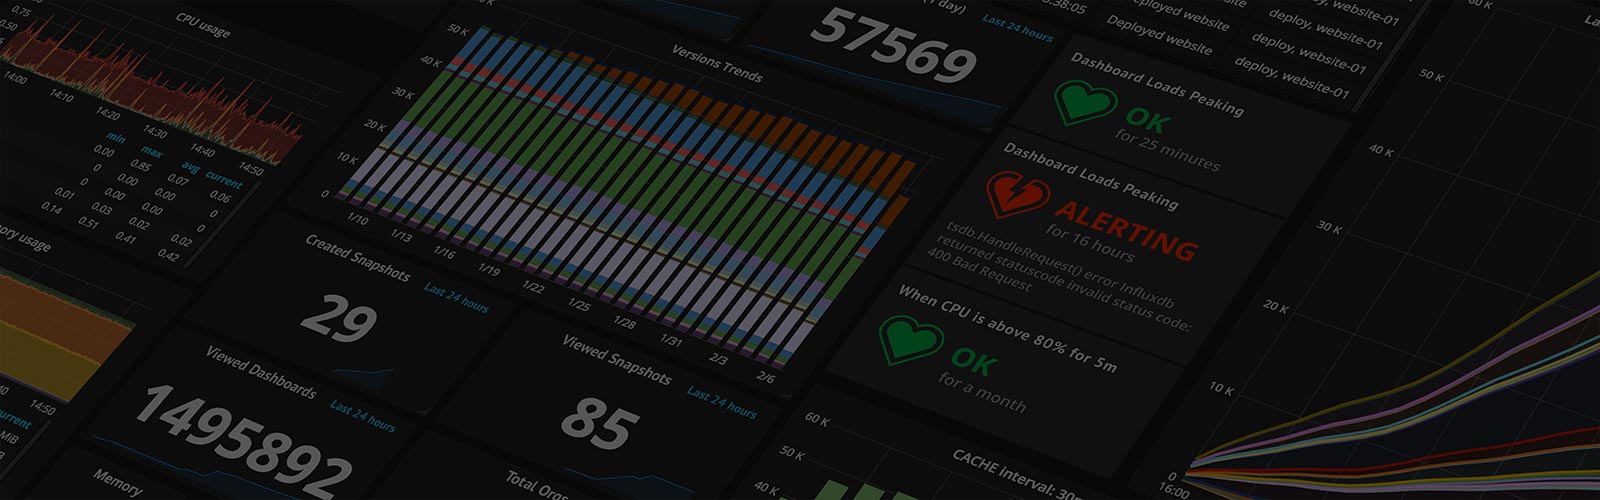 CPU usage
0.75
0.50
14:00
14:10
14:20
14:30
14:40
14:50
min max avg current
0.00 0.85 0.07 0.06
0 0.00 0.00 0
0.01 0.03 0.02 0.02
0.14 0.51 0.41 0.42
ory usage
14:50
current
MiB
Versions Trends
50 K
40 K
30 K
20 K
10 K
0
1/10
1/13
1/16
1/19
1/22
1/25
1/28
1/31
2/3
2/6
Created Snapshots
Last 24 hours
29
Viewed Dashboards
Last 24 hours
1495892
Viewed Snapshots
Last 24 hours
85
Memory
Total Orgs
1 day)
Last 24 hours
57569
38:05
Deployed website
deploy, website-01
Deployed website
deploy, website-01
deploy, website-01
Dashboard Loads Peaking
OK
for 25 minutes
Dashboard Loads Peaking
ALERTING
for 16 hours
tsdb.HandleRequest() error Influxdb
returned statuscode invalid status code:
400 Bad Request
When CPU is above 80% for 5m
OK
for a month
60 K
50 K
40 K
CACHE interval: 30m
60 K
50 K
40 K
30 K
20 K
10 K
0
16:00
La